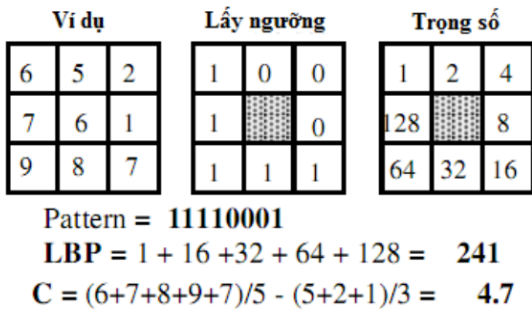 Ví dụ Lấy ngưỡng Trọng số
6 5 2 1 0 0 1 2 4
7 6 1 1 0 128 8
9 8 7 1 1 1 64 32 16
Pattern = 11110001
LBP = 1 + 16 +32 + 64 + 128 = 241
C = (6+7+8+9+7)/5 - (5+2+1)/3 = 4.7